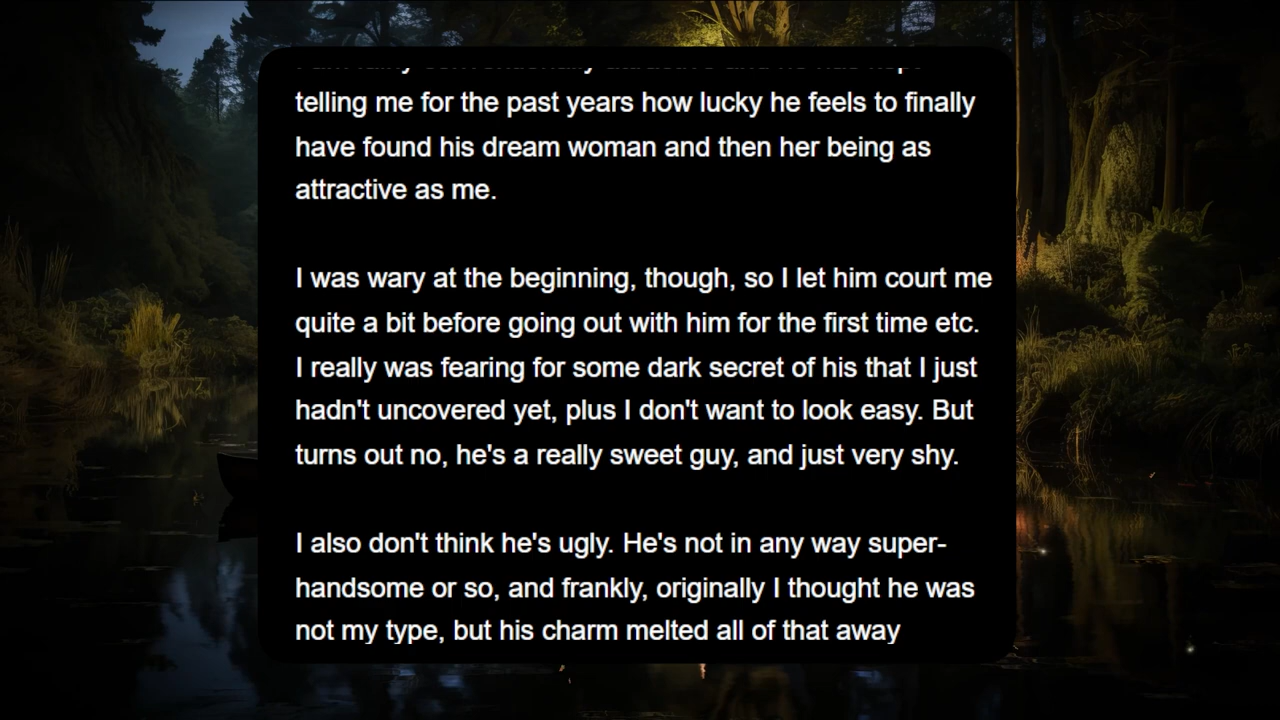 telling me for the past years how lucky he feels to finally
have found his dream woman and then her being as
attractive as me.
I was wary at the beginning, though, so I let him court me
quite a bit before going out with him for the first time etc.
I really was fearing for some dark secret of his that I just
hadn't uncovered yet, plus I don't want to look easy. But
turns out no, he's a really sweet guy, and just very shy.
I also don't think he's ugly. He's not in any way super-
handsome or so, and frankly, originally I thought he was
not my type, but his charm melted all of that away